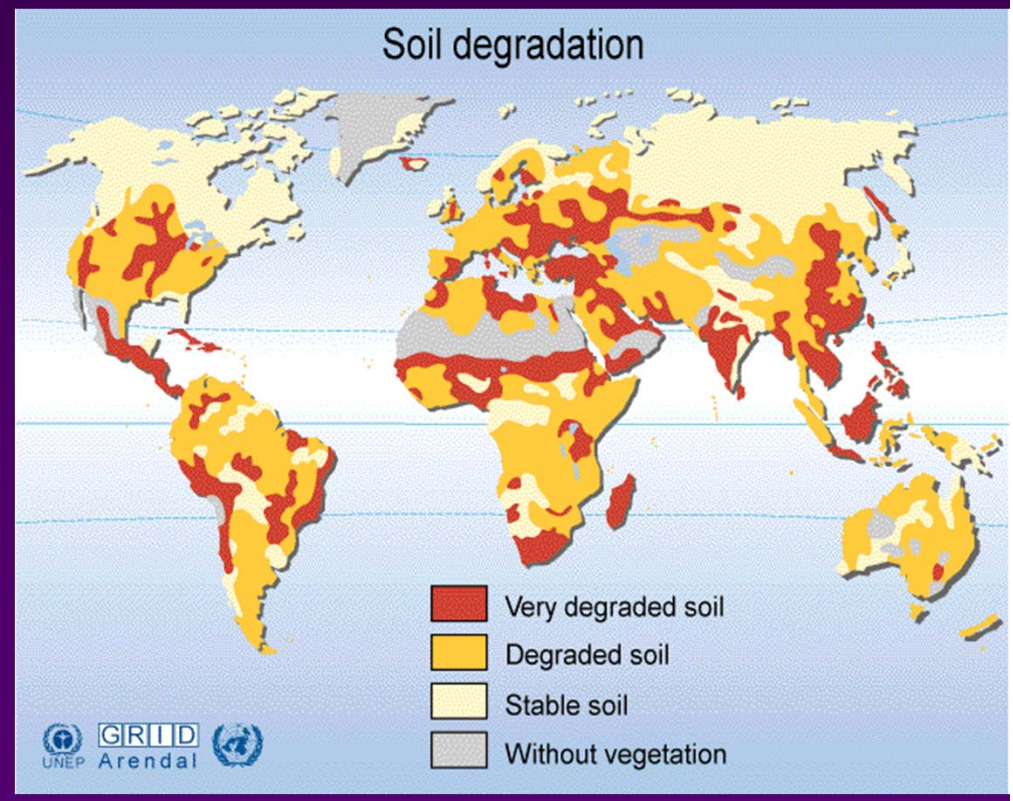 Soil degradation
Very degraded soil
Degraded soil
Stable soil
Without vegetation
UNEP
GRID
Arendal